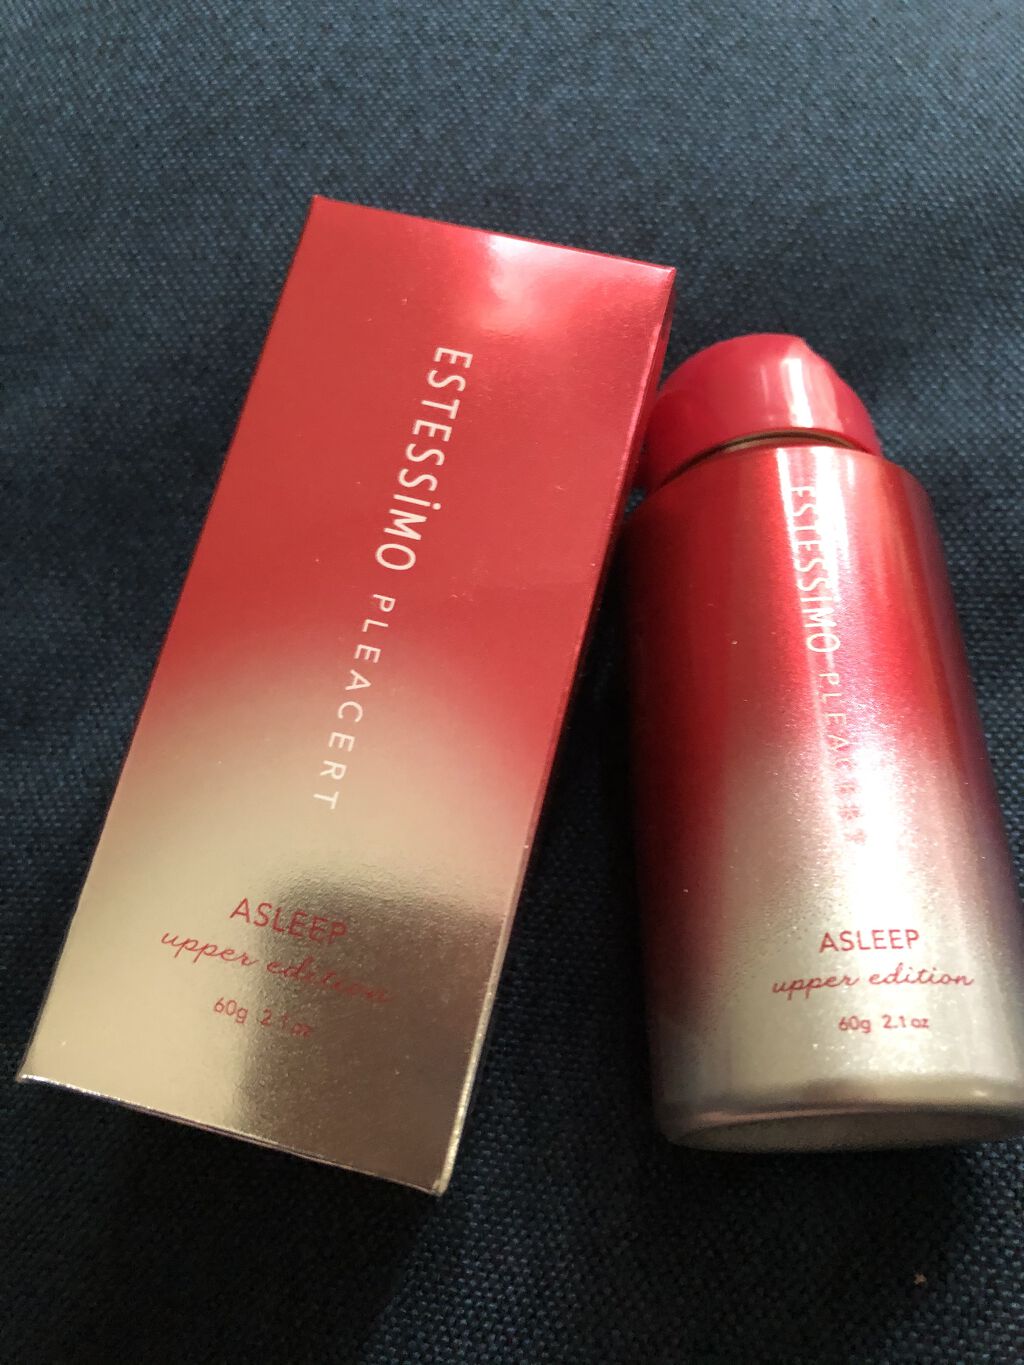 ESTESSiMO PLEACERT
ASLEEP
upper edition
60g 2.1 oz
ESTESSiMO PLEACERT
ASLEEP
upper edition
60g 2.1 oz